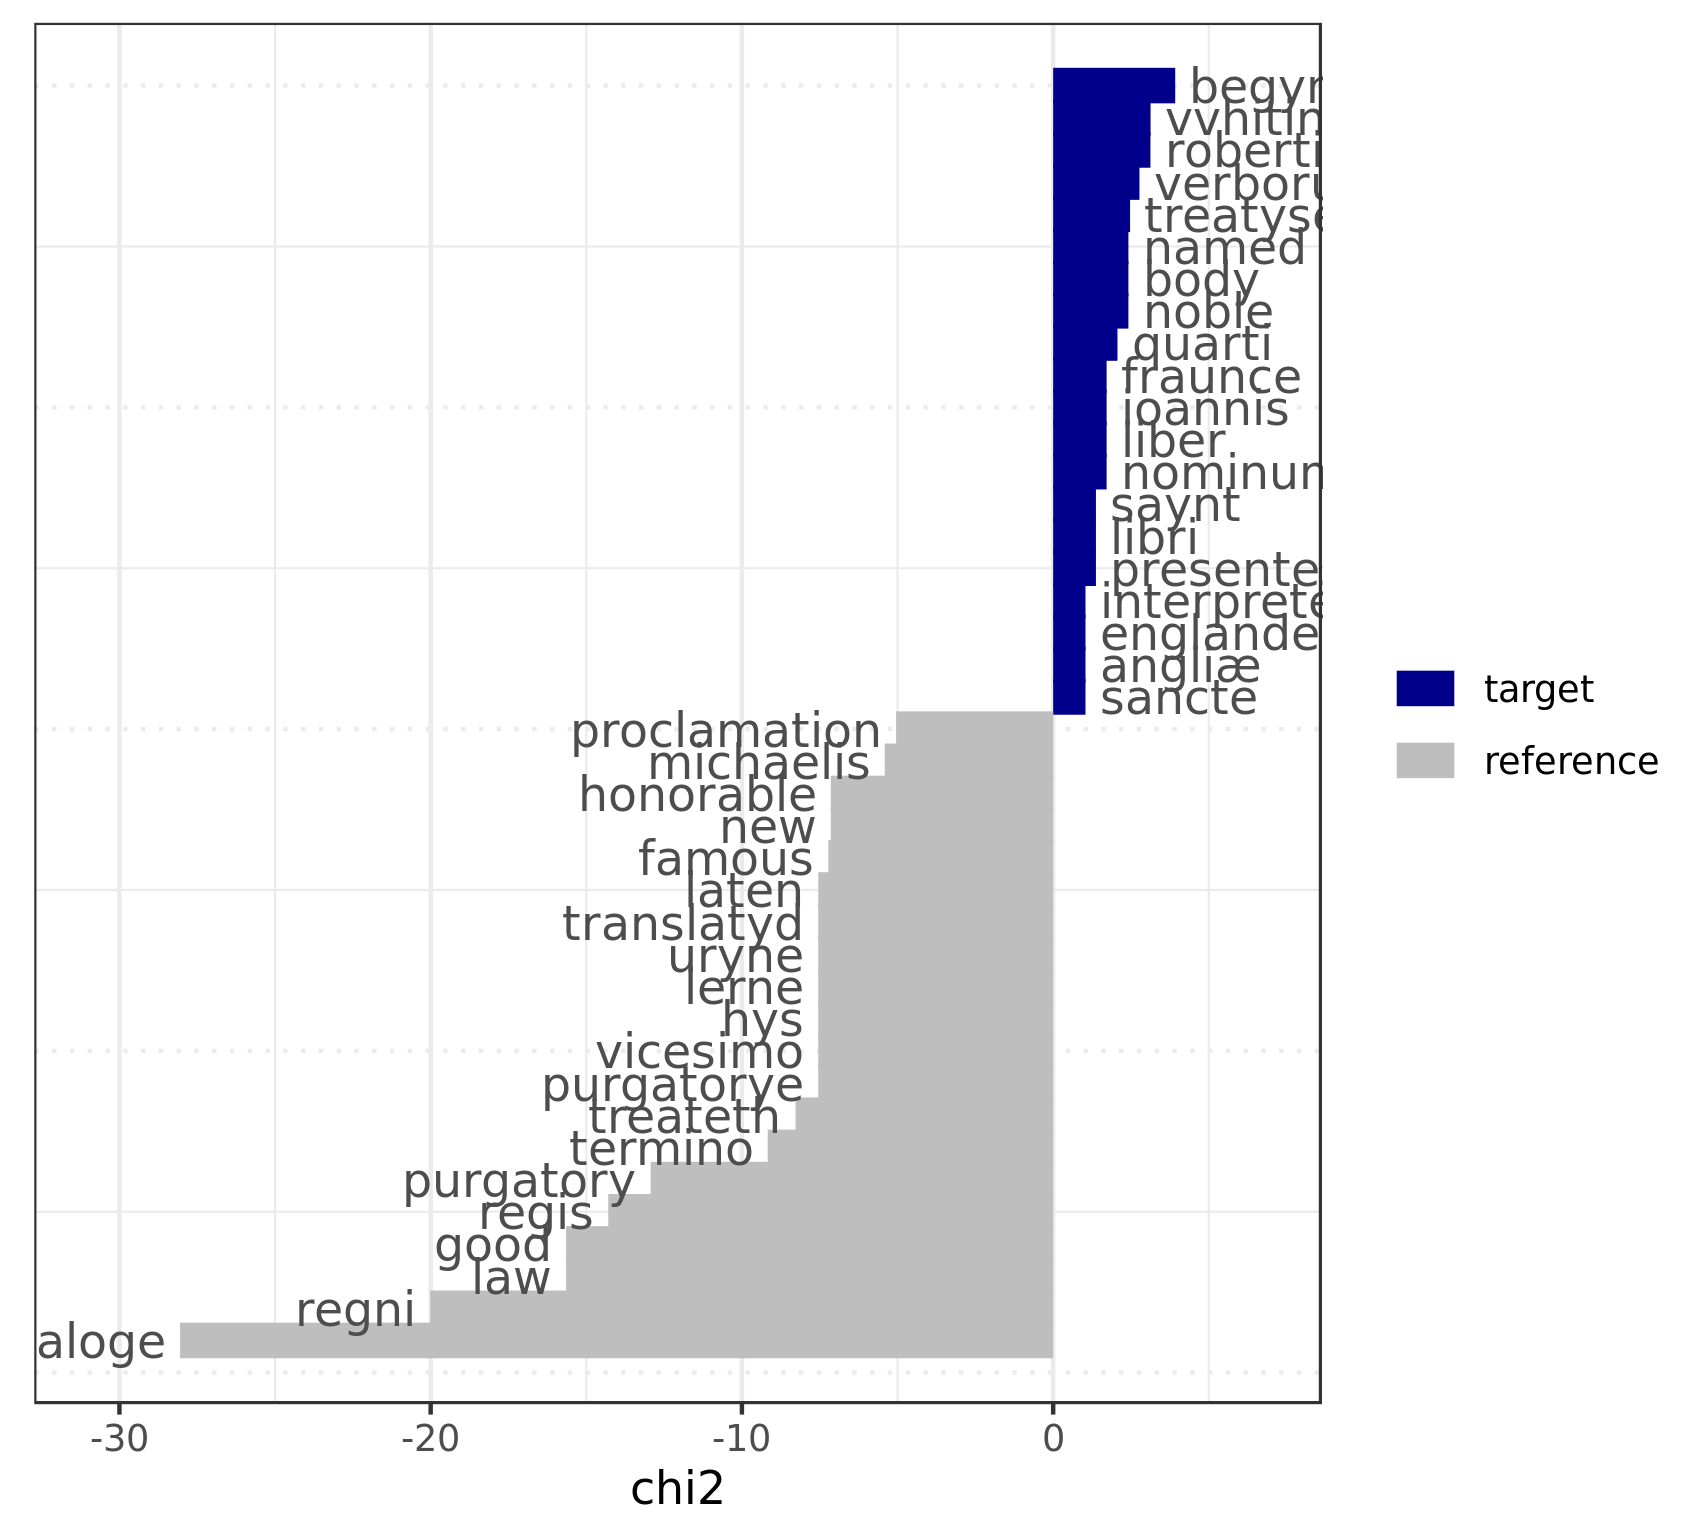 begyn
vvhitin
roberti
verboru
treatyse
named
body
noble
quarti
fraunce
ioannis
liber
nominum
saynt
libri
presente
interprete
englande
angliæ
sancte
proclamation
michaelis
honorable
new
famous
laten
translatyd
uryne
lerne
hys
vicesimo
purgatorye
treateth
termino
purgatory
regis
good
law
regni
aloge
target
reference
-30 -20 -10 0
chi2